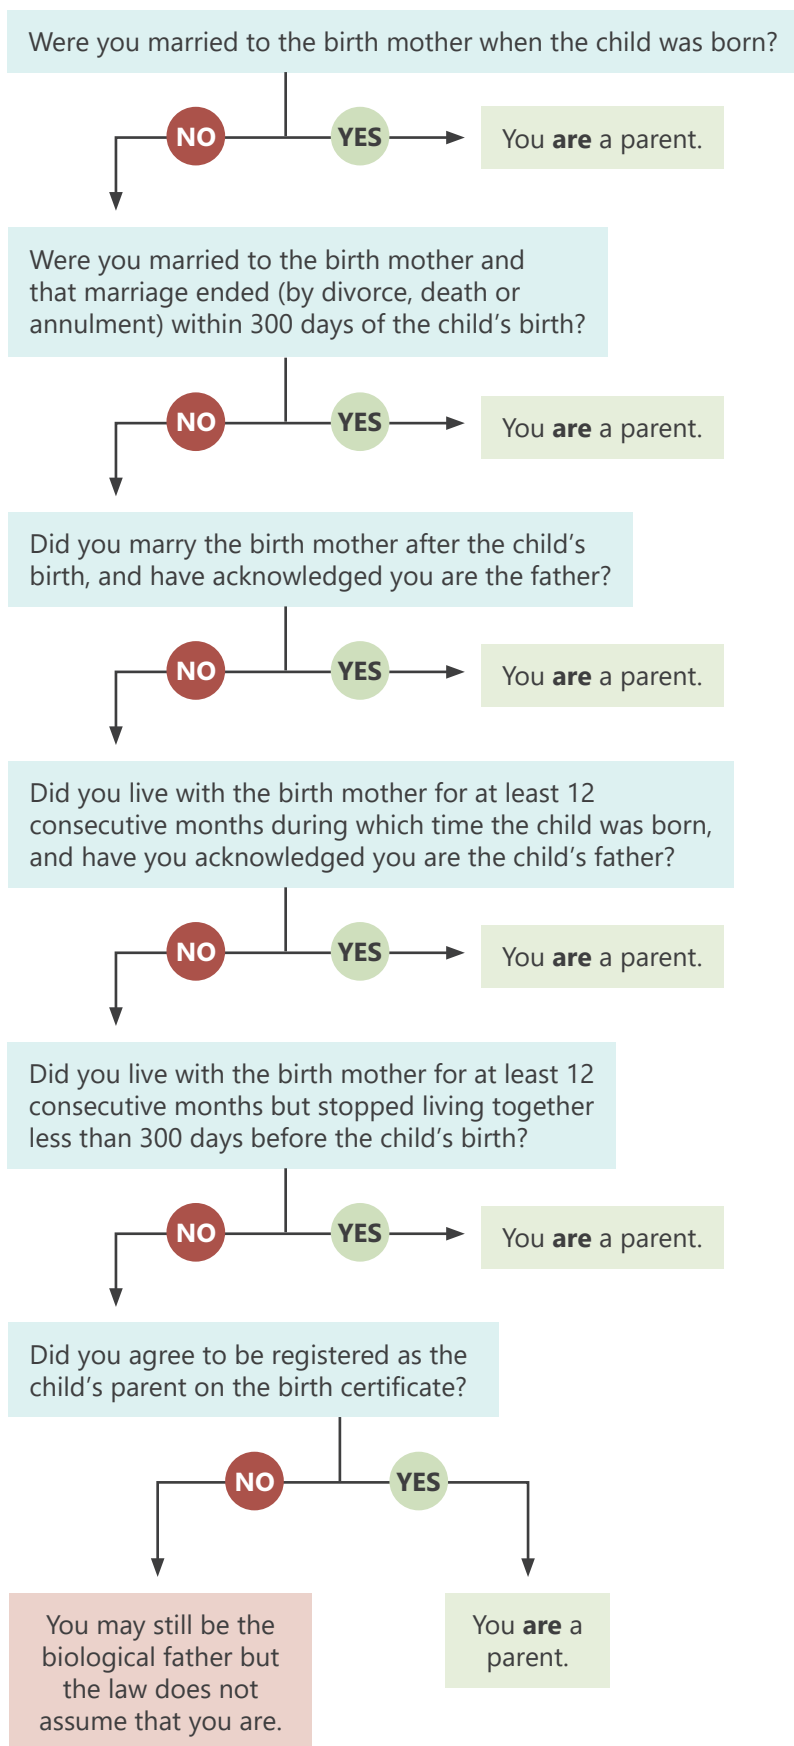 Were you married to the birth mother when the child was born?
NO
YES
You are a parent.
Were you married to the birth mother and
that marriage ended (by divorce, death or
annulment) within 300 days of the child’s birth?
NO
YES
You are a parent.
Did you marry the birth mother after the child’s
birth, and have acknowledged you are the father?
NO
YES
You are a parent.
Did you live with the birth mother for at least 12
consecutive months during which time the child was born,
and have you acknowledged you are the child’s father?
NO
YES
You are a parent.
Did you live with the birth mother for at least 12
consecutive months but stopped living together
less than 300 days before the child’s birth?
NO
YES
You are a parent.
Did you agree to be registered as the
child’s parent on the birth certificate?
NO
YES
You may still be the
biological father but
the law does not
assume that you are.
You are a
parent.